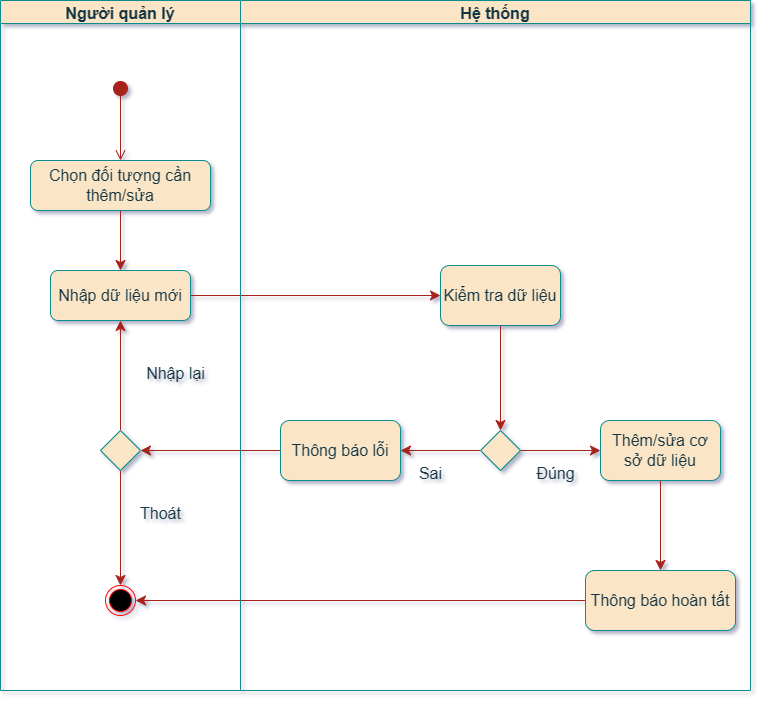 Người quản lý
Hệ thống
Chọn đối tượng cần
thêm/sửa
Nhập dữ liệu mới
Kiểm tra dữ liệu
Nhập lại
Thông báo lỗi
Thêm/sửa cơ
sở dữ liệu
Sai
Đúng
Thoát
Thông báo hoàn tất